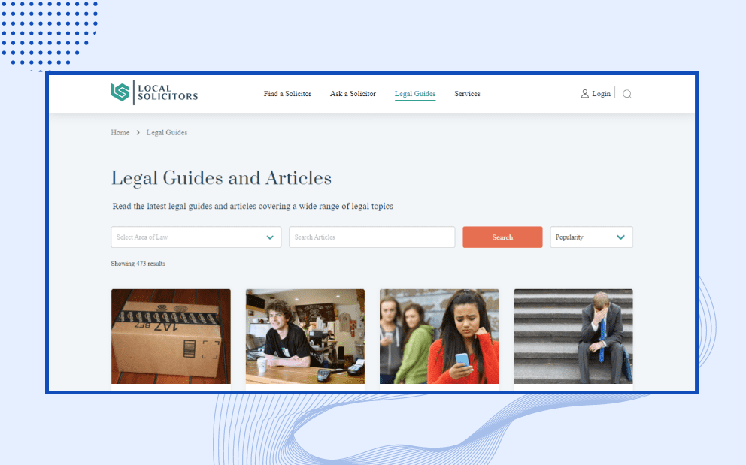 LOCAL
SOLICITORS
Find a Solicitor
Ask a Solicitor
Legal Guides
Services
Login
Home > Legal Guides
Legal Guides and Articles
Read the latest legal guides and articles covering a wide range of legal topics
Select Area of Law
Search Articles
Search
Popularity
Showing 473 results